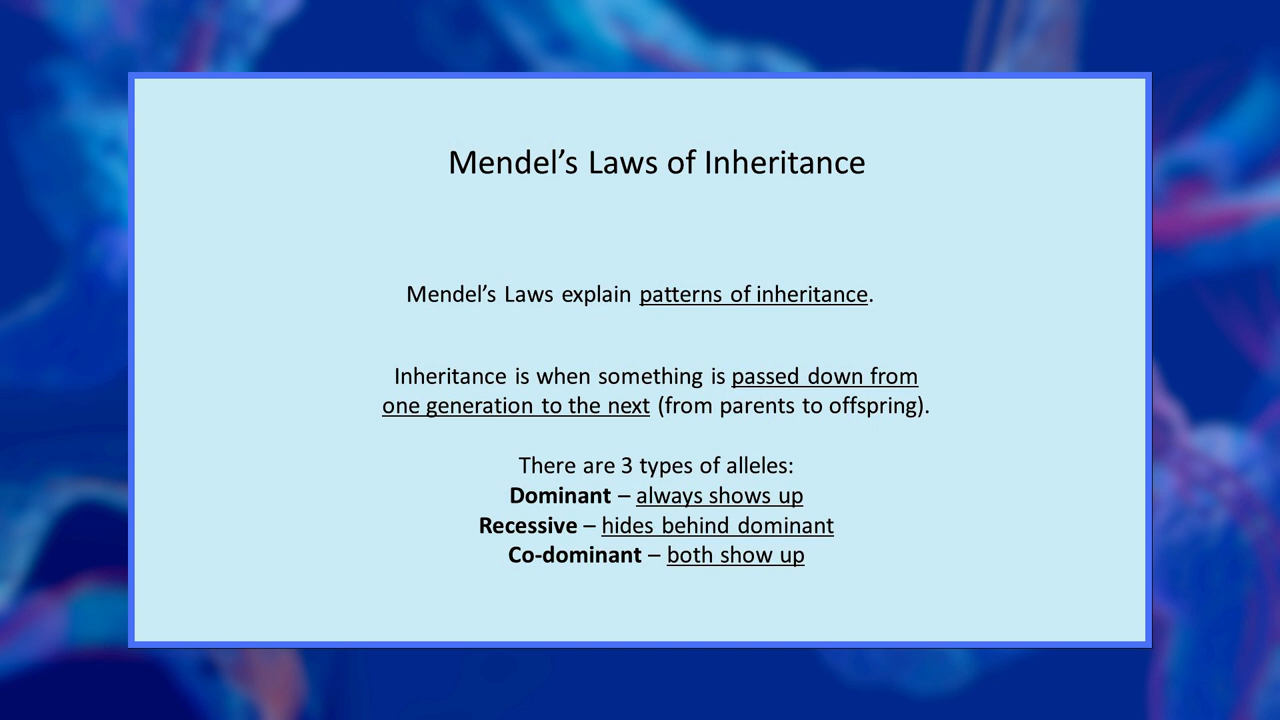 Mendel’s Laws of Inheritance
Mendel’s Laws explain patterns of inheritance.
Inheritance is when something is passed down from
one generation to the next (from parents to offspring).
There are 3 types of alleles:
Dominant – always shows up
Recessive – hides behind dominant
Co-dominant – both show up